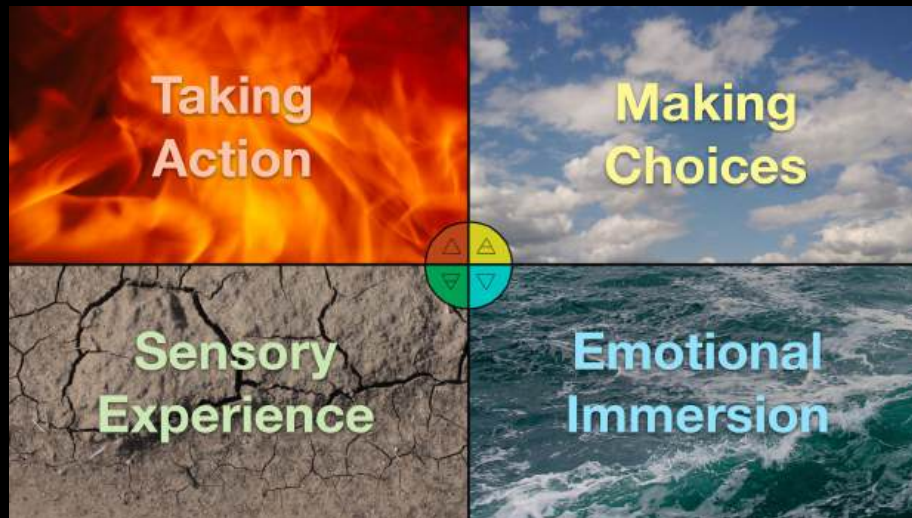 Taking
Action
Making
Choices
Sensory
Experience
Emotional
Immersion